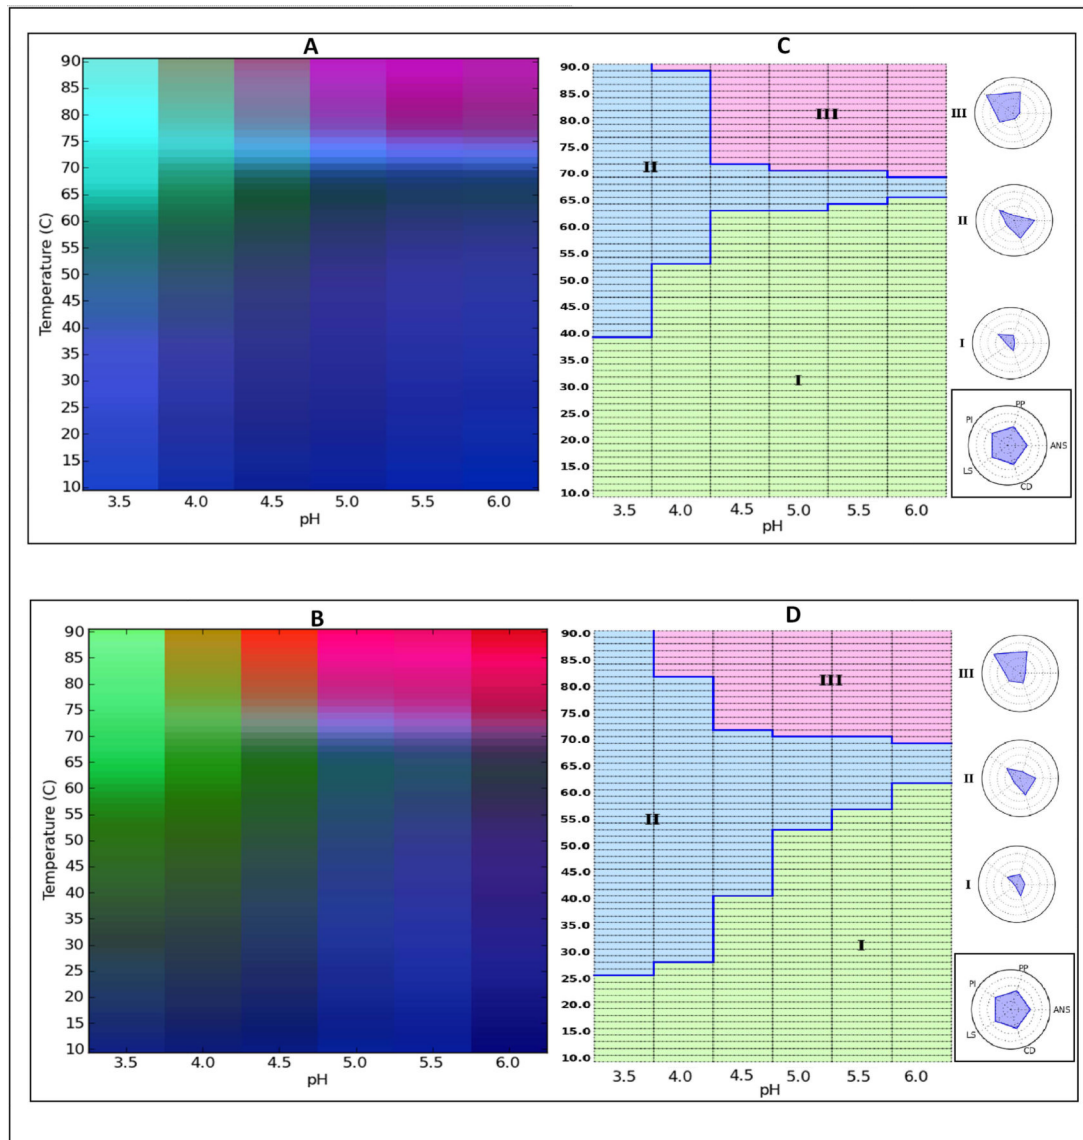 A
90
85
80
75
70
65
60
55
50
45
40
35
30
25
20
15
10
Temperature (C)
3.5 4.0 4.5 5.0 5.5 6.0
pH
C
90.0
85.0
80.0
75.0
70.0
65.0
60.0
55.0
50.0
45.0
40.0
35.0
30.0
25.0
20.0
15.0
10.0
III
II
I
3.5 4.0 4.5 5.0 5.5 6.0
pH
III
II
I
PP
PI
ANS
LS
CD
B
90
85
80
75
70
65
60
55
50
45
40
35
30
25
20
15
10
Temperature (C)
3.5 4.0 4.5 5.0 5.5 6.0
pH
D
90.0
85.0
80.0
75.0
70.0
65.0
60.0
55.0
50.0
45.0
40.0
35.0
30.0
25.0
20.0
15.0
10.0
III
II
I
3.5 4.0 4.5 5.0 5.5 6.0
pH
III
II
I
PP
PI
ANS
LS
CD